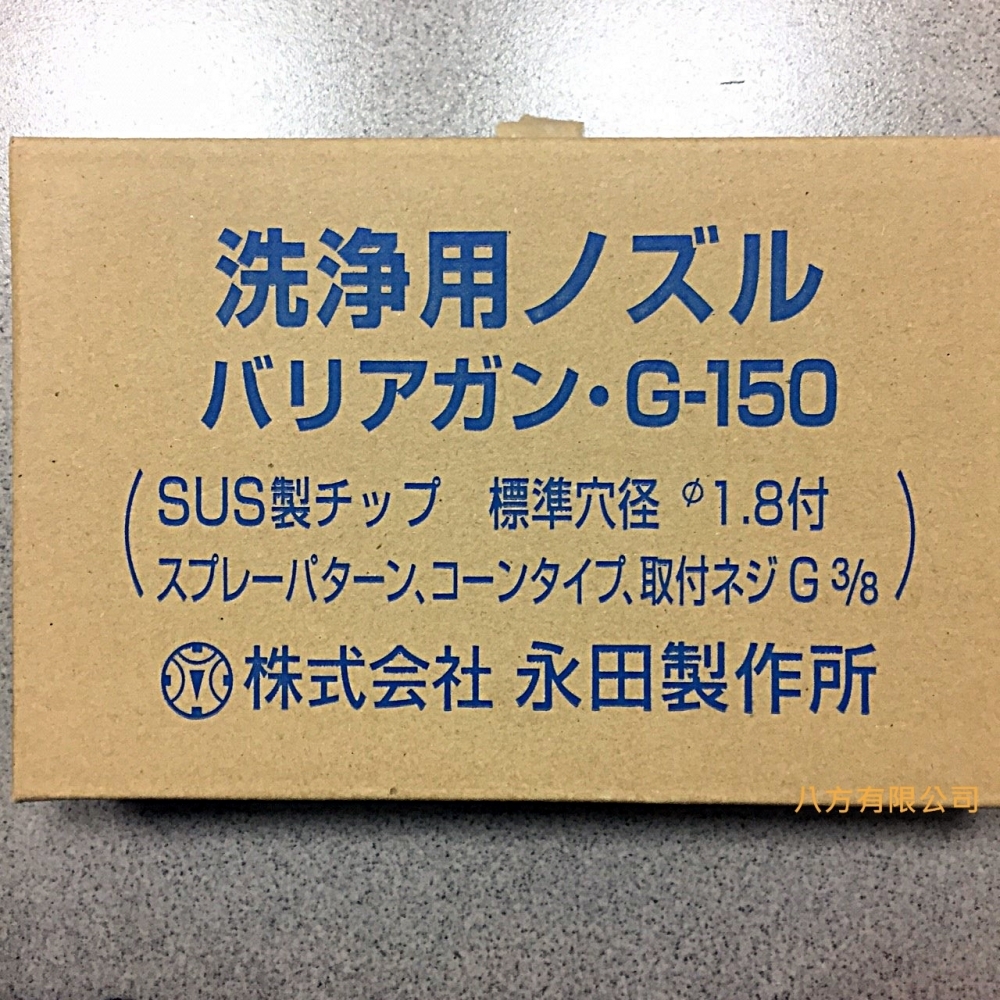 洗浄用ノズル
バリアガン・G-150
(SUS製チップ 標準穴径 φ1.8付
スプレーパターン、コーンタイプ、取付ネジ G 3/8)
株式会社 永田製作所
八方有限公司